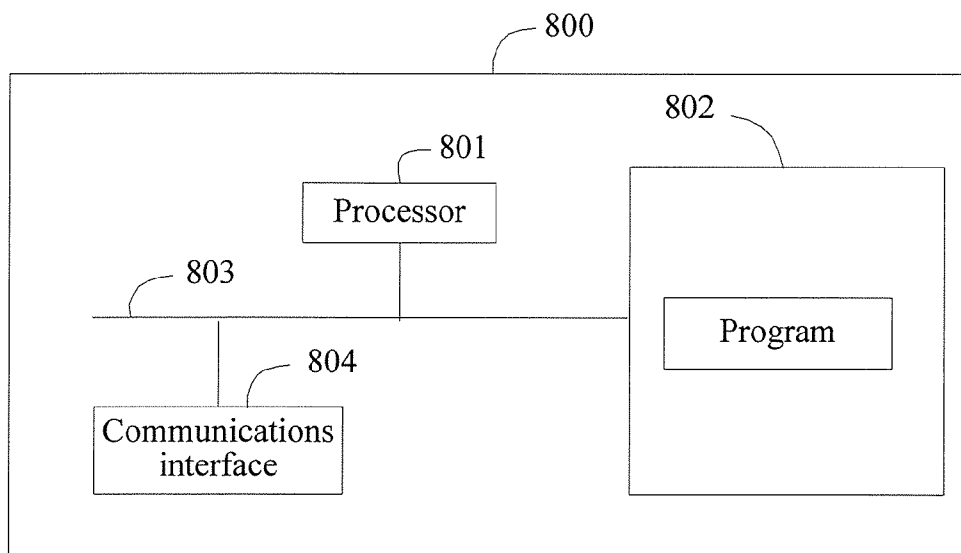 800
802
801
Processor
803
Program
804
Communications
interface